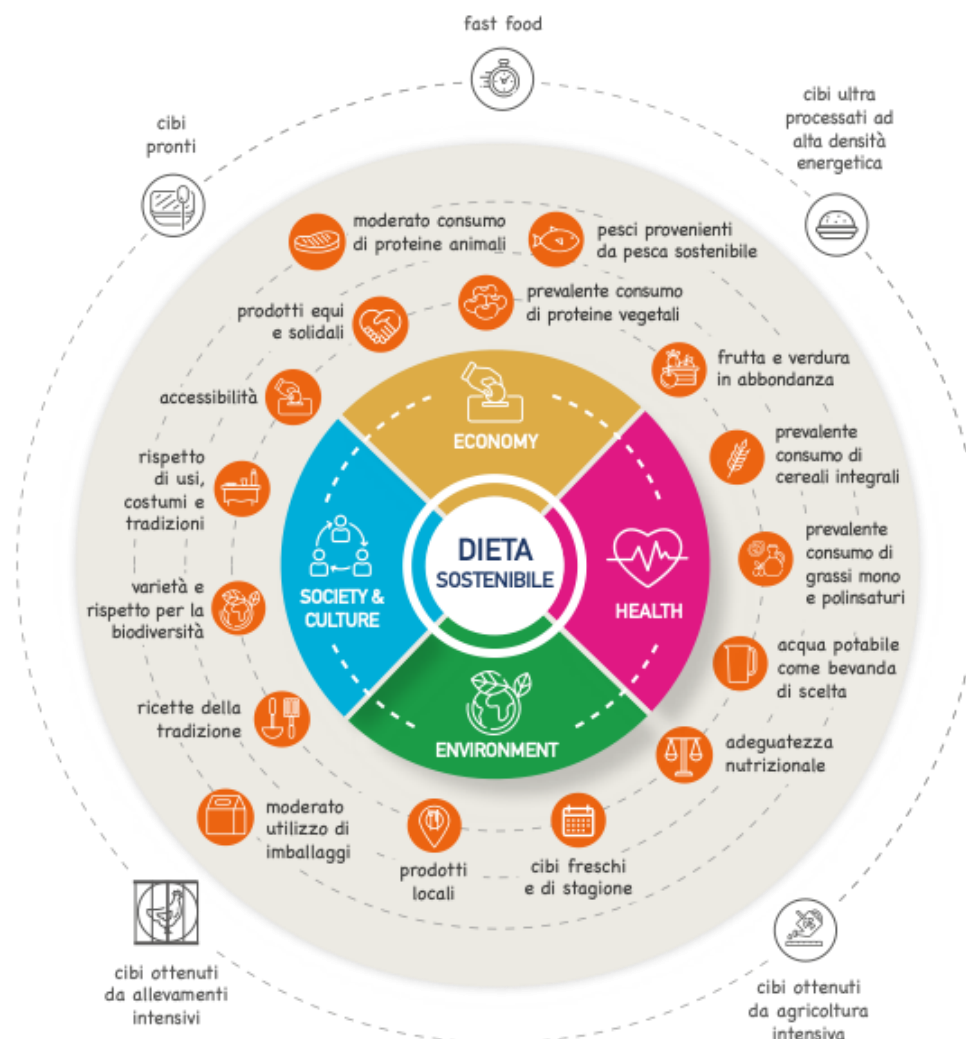 fast food
cibi
pronti
cibi ultra
processati ad
alta densità
energetica
moderato consumo
di proteine animali
pesci provenienti
da pesca sostenibile
prodotti equi
e solidali
prevalente consumo
di proteine vegetali
frutta e verdura
in abbondanza
accessibilità
ECONOMY
prevalente
consumo di
cereali integrali
rispetto
di usi,
costumi e
tradizioni
DIETA
SOSTENIBILE
prevalente
consumo di
grassi mono
e polinsaturi
varietà e
rispetto per la
biodiversità
SOCIETY &
CULTURE
HEALTH
acqua potabile
come bevanda
di scelta
ricette della
tradizione
ENVIRONMENT
adeguatezza
nutrizionale
moderato
utilizzo di
imballaggi
prodotti
locali
cibi freschi
e di stagione
cibi ottenuti
da allevamenti
intensivi
cibi ottenuti
da agricoltura
intensiva